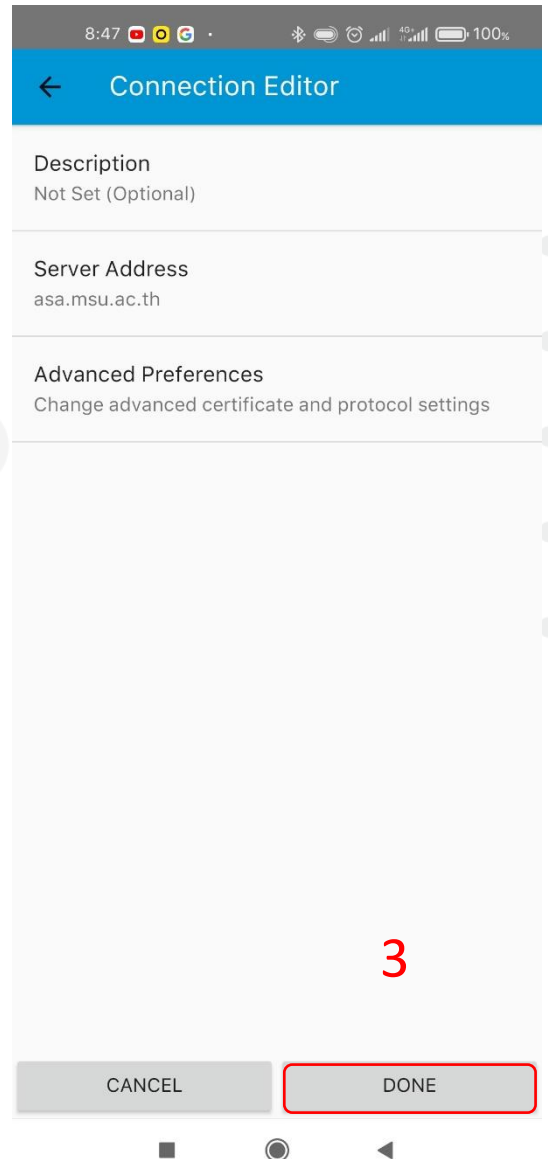 8:47 O G 4G+ 100%
Connection Editor
Description
Not Set (Optional)
Server Address
asa.msu.ac.th
Advanced Preferences
Change advanced certificate and protocol settings
3
CANCEL DONE